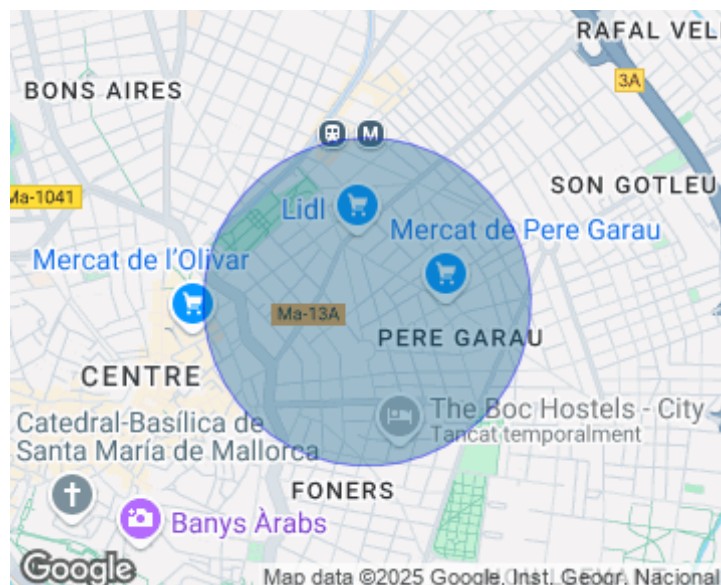 RAFAL VELL
3A
BONS AIRES
M
SON GOTLEU
Ma-1041
Lidl
Mercat de Pere Garau
Mercat de l'Olivar
Ma-13A
PERE GARAU
CENTRE
The Boc Hostels - City
Tancat temporalment
Catedral-Basílica de
Santa María de Mallorca
FONERS
Banys Àrabs
Google
Map data ©2025 Google, Inst. Geogr. Nacional